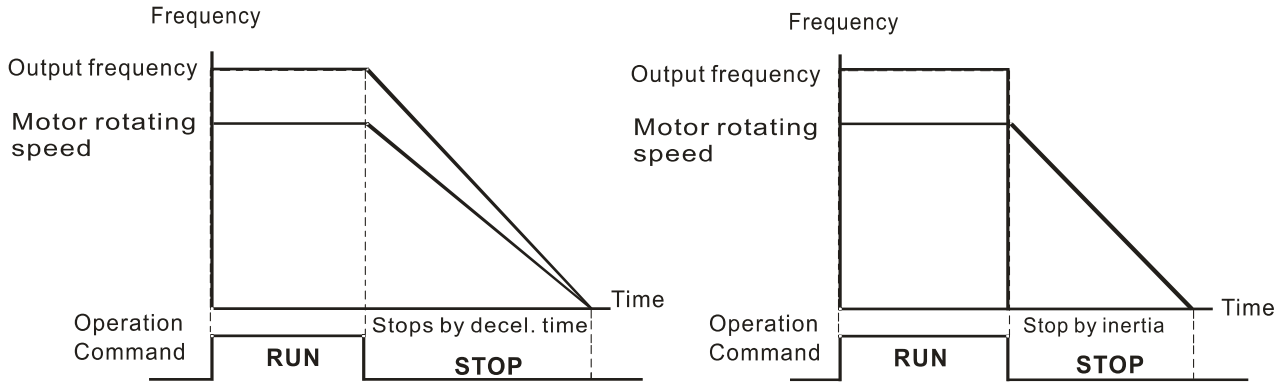 Frequency
Output frequency
Motor rotating
speed
Time
Operation
Command
Stops by decel. time
RUN
STOP
Frequency
Output frequency
Motor rotating
speed
Time
Operation
Command
Stop by inertia
RUN
STOP